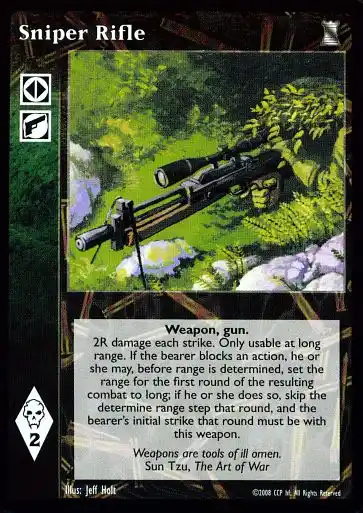 Sniper Rifle
Weapon, gun.
2R damage each strike. Only usable at long
range. If the bearer blocks an action, he or
she may, before range is determined, set the
range for the first round of the resulting
combat to long; if he or she does so, skip the
determine range step that round, and the
bearer's initial strike that round must be with
this weapon.
Weapons are tools of ill omen.
Sun Tzu, The Art of War
2
Illus: Jeff Holt
©2008 CCP hf. All Rights Reserved